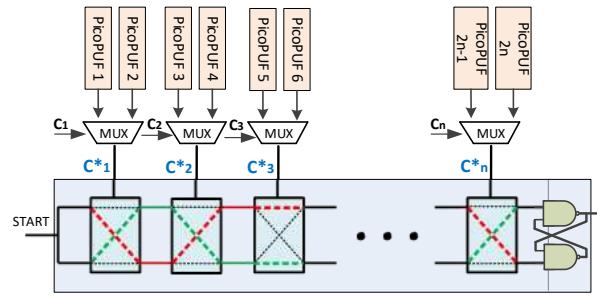 PicoPUF 1
PicoPUF 2
PicoPUF 3
PicoPUF 4
PicoPUF 5
PicoPUF 6
PicoPUF
2n-1
PicoPUF
2n
C1
MUX
C2
MUX
C3
MUX
Cn
MUX
C*1
C*2
C*3
C*n
START